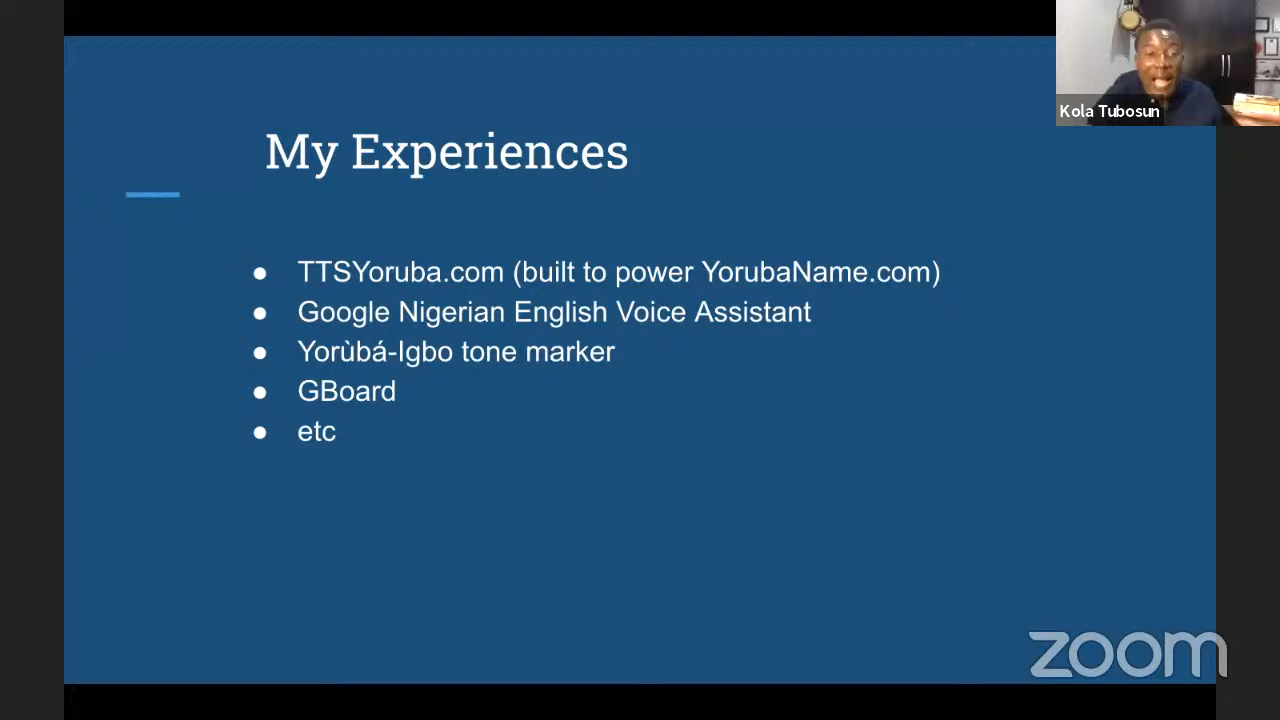 Kola Tubosun
My Experiences
● TTSYoruba.com (built to power YorubaName.com)
● Google Nigerian English Voice Assistant
● Yorùbá-Igbo tone marker
● GBoard
● etc
zoom